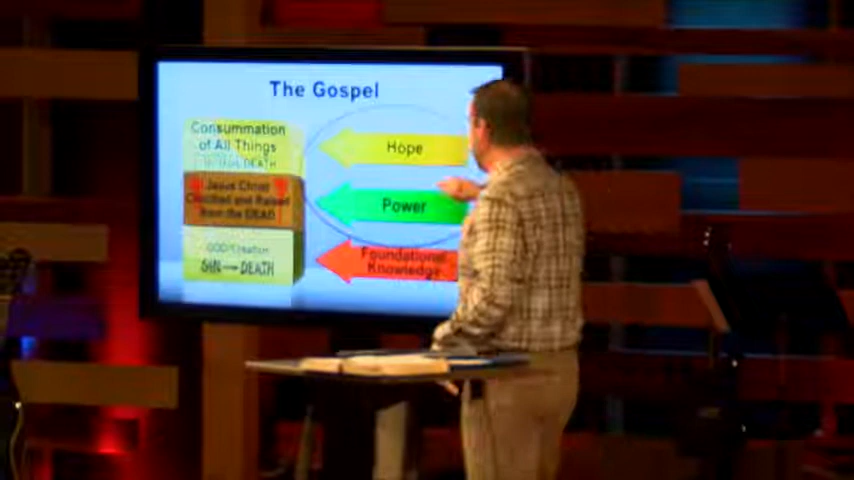 The Gospel
Consummation
of All Things
DEATH
Hope
Jesus Christ
Crucified and Raised
from the DEAD
Power
GOD/Creation
SIN→DEATH
Foundational
Knowledge